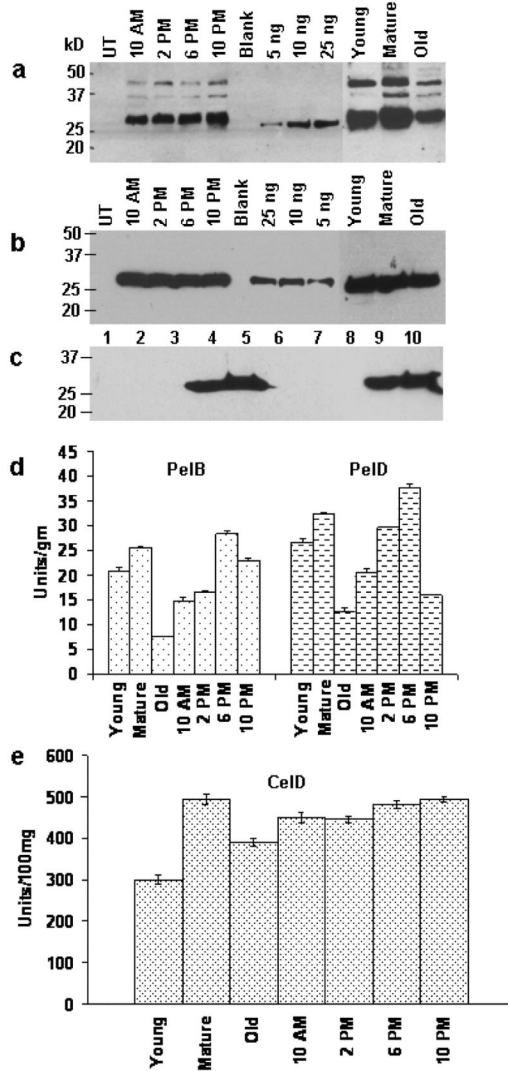 kD UT 10 AM 2 PM 6 PM 10 PM Blank 5 ng 10 ng 25 ng Young Mature Old
a
50
37
25
20
UT 10 AM 2 PM 6 PM 10 PM Blank 25 ng 10 ng 5 ng Young Mature Old
b
50
37
25
20
1 2 3 4 5 6 7 8 9 10
c
37
25
20
d
PelB PelD
Units/gm
45
40
35
30
25
20
15
10
5
0
Young Mature Old 10 AM 2 PM 6 PM 10 PM Young Mature Old 10 AM 2 PM 6 PM 10 PM
e
CelD
Units/100mg
600
500
400
300
200
100
0
Young Mature Old 10 AM 2 PM 6 PM 10 PM